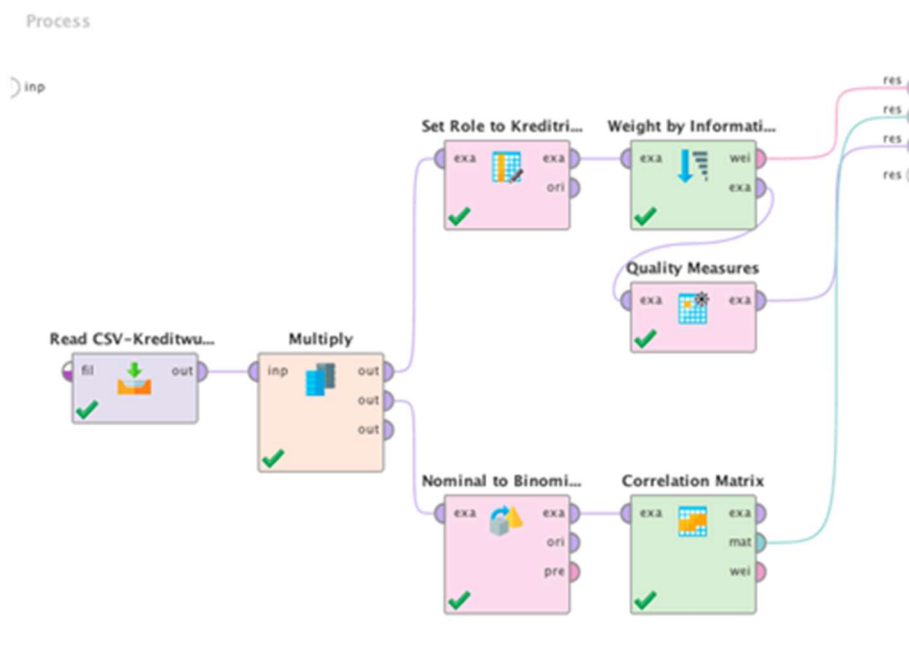 Process
inp
res
res
res
res
Set Role to Kreditri...
exa exa
ori
Weight by Informati...
exa wei
exa
Quality Measures
exa exa
Read CSV-Kreditwu...
fil out
Multiply
inp out
out
out
Nominal to Binomi...
exa exa
ori
pre
Correlation Matrix
exa exa
mat
wei